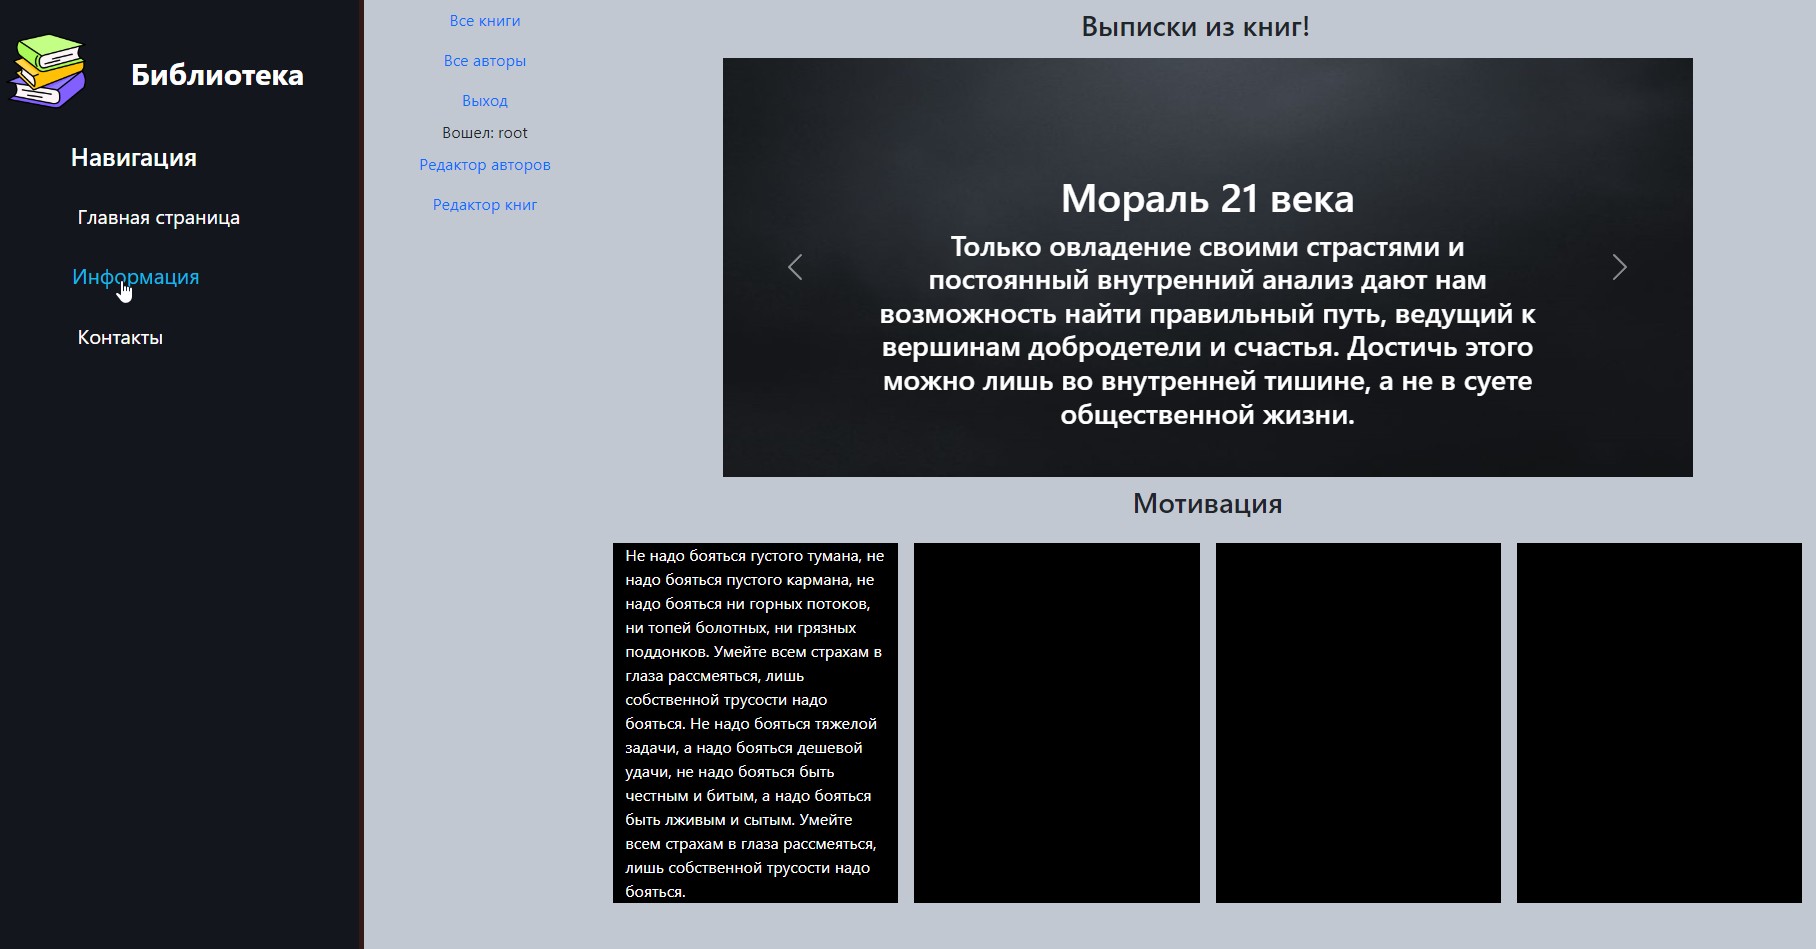 Библиотека
Навигация
Главная страница
Информация
Контакты
Все книги
Все авторы
Выход
Вошел: root
Редактор авторов
Редактор книг
Выписки из книг!
Мораль 21 века
Только овладение своими страстями и
постоянный внутренний анализ дают нам
возможность найти правильный путь, ведущий к
вершинам добродетели и счастья. Достичь этого
можно лишь во внутренней тишине, а не в суете
общественной жизни.
Мотивация
Не надо бояться густого тумана, не
надо бояться пустого кармана, не
надо бояться ни горных потоков,
ни топей болотных, ни грязных
поддонков. Умейте всем страхам в
глаза рассмеяться, лишь
собственной трусости надо
бояться. Не надо бояться тяжелой
задачи, а надо бояться дешевой
удачи, не надо бояться быть
честным и битым, а надо бояться
быть лживым и сытым. Умейте
всем страхам в глаза рассмеяться,
лишь собственной трусости надо
бояться.